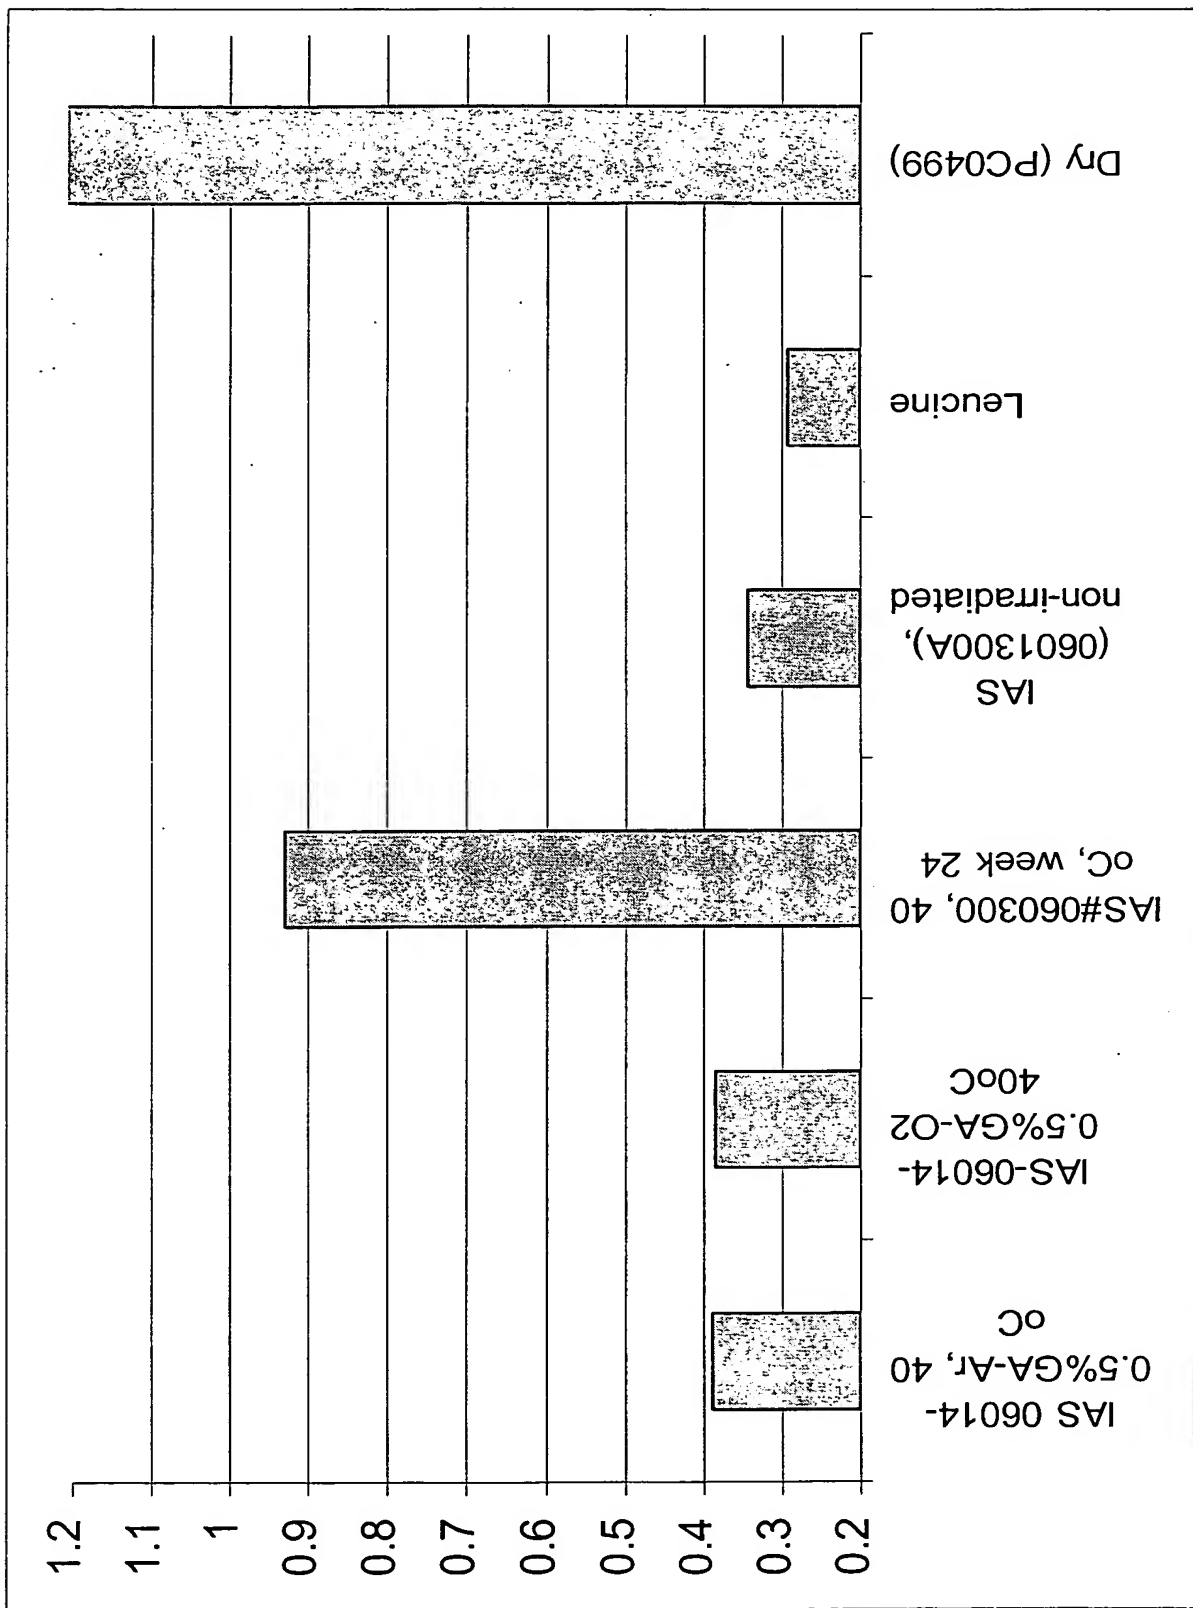 1.2
1.1
1
0.9
0.8
0.7
0.6
0.5
0.4
0.3
0.2
IAS 06014-
0.5%GA-Ar, 40
oC
IAS-06014-
0.5%GA-O2
40oC
IAS#060300, 40
oC, week 24
IAS
(0601300A),
non-irradiated
Leucine
Dry (PC0499)